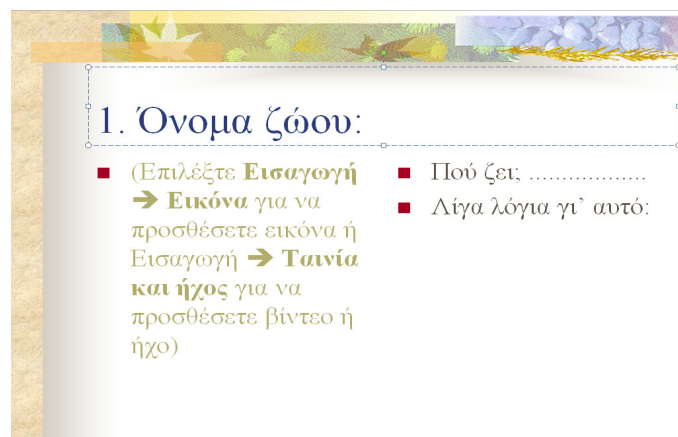 1. Όνομα ζώου:
(Επιλέξτε Εισαγωγή
➔ Εικόνα για να
προσθέσετε εικόνα ή
Εισαγωγή ➔ Ταινία
και ήχος για να
προσθέσετε βίντεο ή
ήχο)
Πού ζει; ..................
Λίγα λόγια γι’ αυτό: